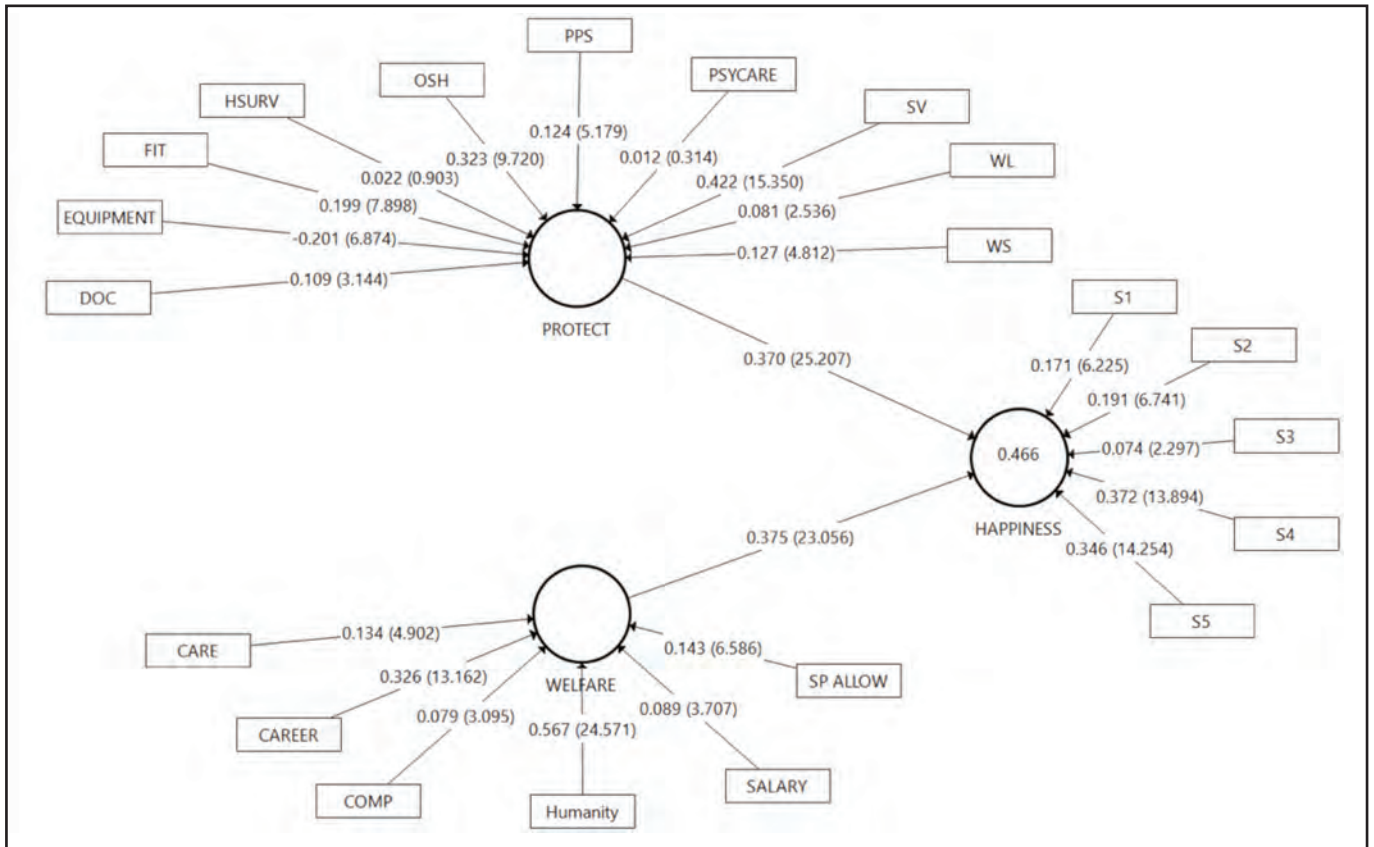 PPS
OSH
PSYCARE
HSURV
SV
FIT
WL
EQUIPMENT
WS
DOC
0.124 (5.179)
0.323 (9.720)
0.012 (0.314)
0.022 (0.903)
0.422 (15.350)
0.199 (7.898)
0.081 (2.536)
-0.201 (6.874)
0.127 (4.812)
0.109 (3.144)
PROTECT
S1
S2
0.370 (25.207)
0.171 (6.225)
0.191 (6.741)
S3
0.074 (2.297)
0.466
0.372 (13.894)
HAPPINESS
S4
0.375 (23.056)
0.346 (14.254)
S5
CARE
0.134 (4.902)
0.143 (6.586)
SP ALLOW
0.326 (13.162)
WELFARE
0.079 (3.095)
0.089 (3.707)
CAREER
0.567 (24.571)
COMP
Humanity
SALARY